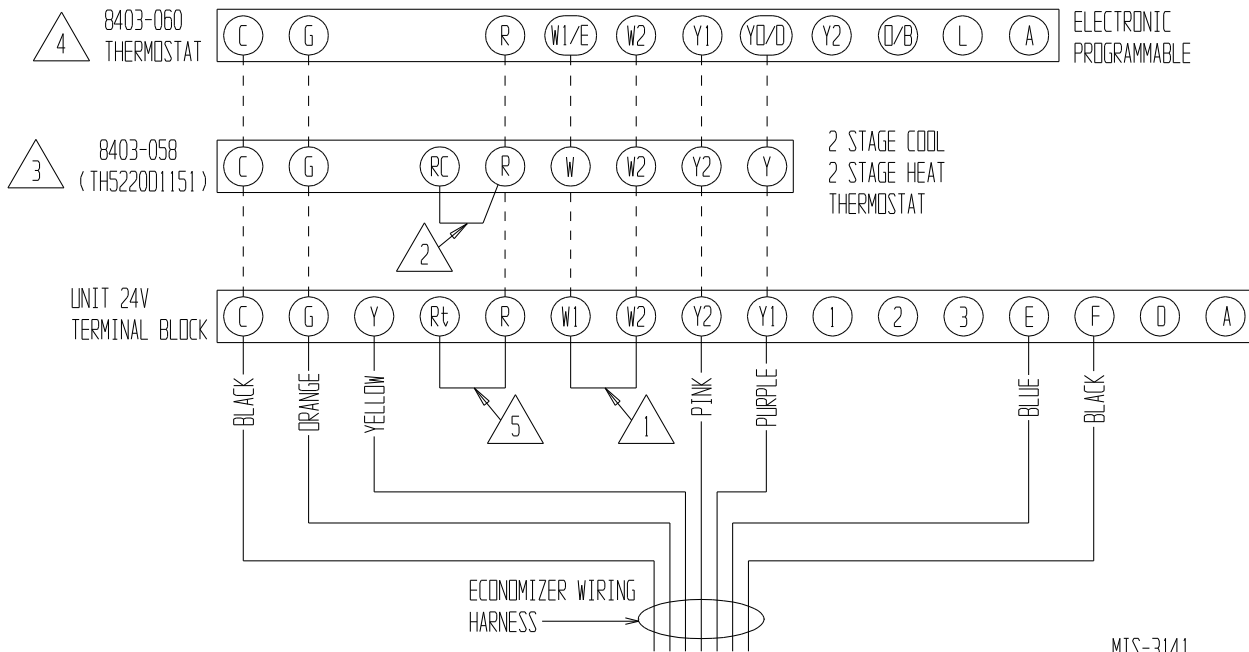 4
8403-060
THERMOSTAT
C G R W1/E W2 Y1 YO/D Y2 O/B L A
ELECTRONIC
PROGRAMMABLE
3
8403-058
(TH5220D1151)
C G RC R W W2 Y2 Y
2 STAGE COOL
2 STAGE HEAT
THERMOSTAT
2
UNIT 24V
TERMINAL BLOCK
C G Y Rt R W1 W2 Y2 Y1 1 2 3 E F O A
BLACK
ORANGE
YELLOW
5
1
PINK
PURPLE
BLUE
BLACK
ECONOMIZER WIRING
HARNESS
MIS-3141